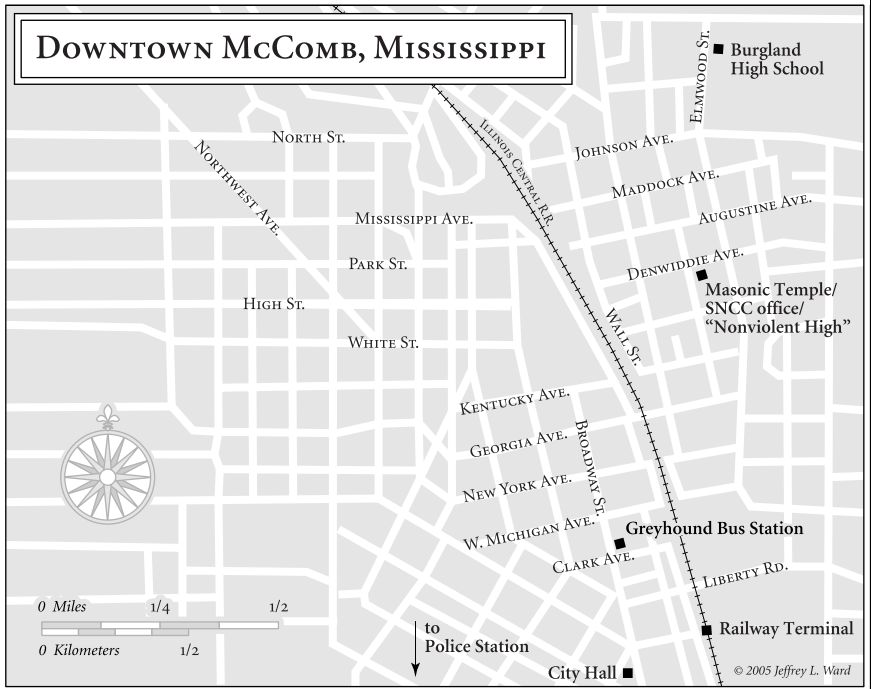 Downtown McComb, Mississippi
Burgland
High School
Elmwood St.
Illinois Central R.R.
North St.
Johnson Ave.
Northwest Ave.
Maddock Ave.
Augustine Ave.
Mississippi Ave.
Park St.
Denwiddie Ave.
Masonic Temple/
SNCC office/
“Nonviolent High”
High St.
Wall St.
White St.
Kentucky Ave.
Georgia Ave.
Broadway St.
New York Ave.
W. Michigan Ave.
Greyhound Bus Station
Clark Ave.
Liberty Rd.
0 Miles 1/4 1/2
0 Kilometers 1/2
to
Police Station
Railway Terminal
City Hall
© 2005 Jeffrey L. Ward